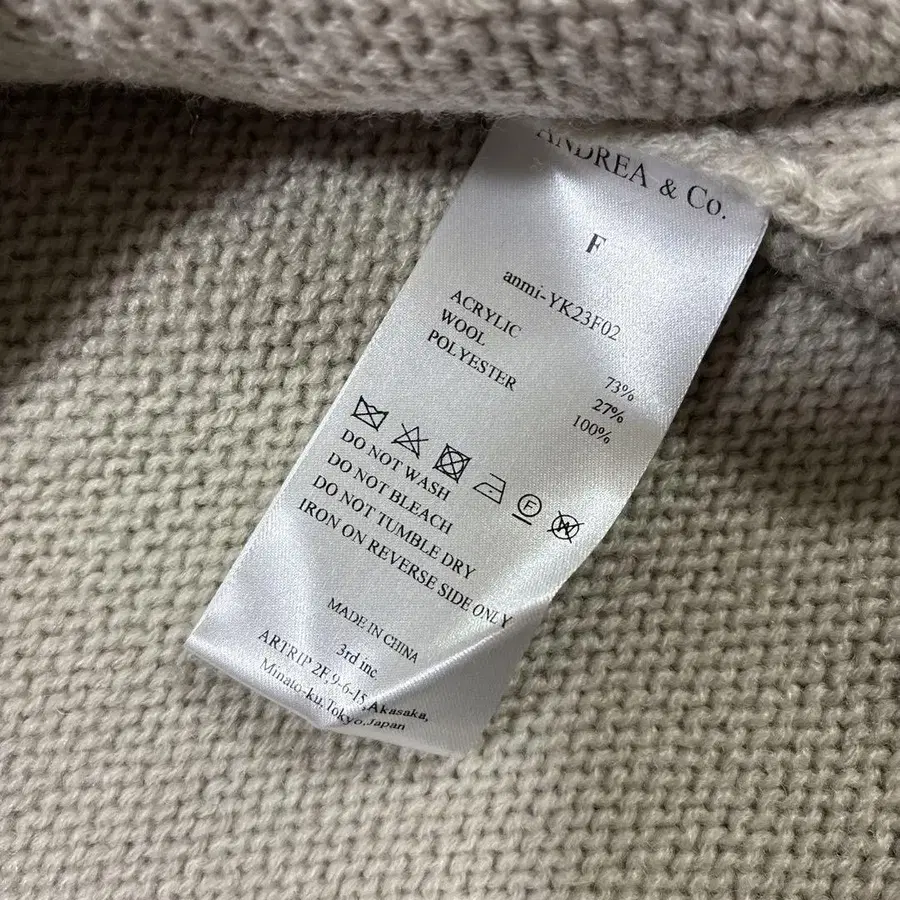 ANDREA & Co.
F
anmi-YK23F02
ACRYLIC 73%
WOOL 27%
POLYESTER 100%
F W
DO NOT WASH
DO NOT BLEACH
DO NOT TUMBLE DRY
IRON ON REVERSE SIDE ONLY
MADE IN CHINA
3rd inc
ARTRIP 2F,9-6-15,Akasaka,
Minato-ku,Tokyo,Japan